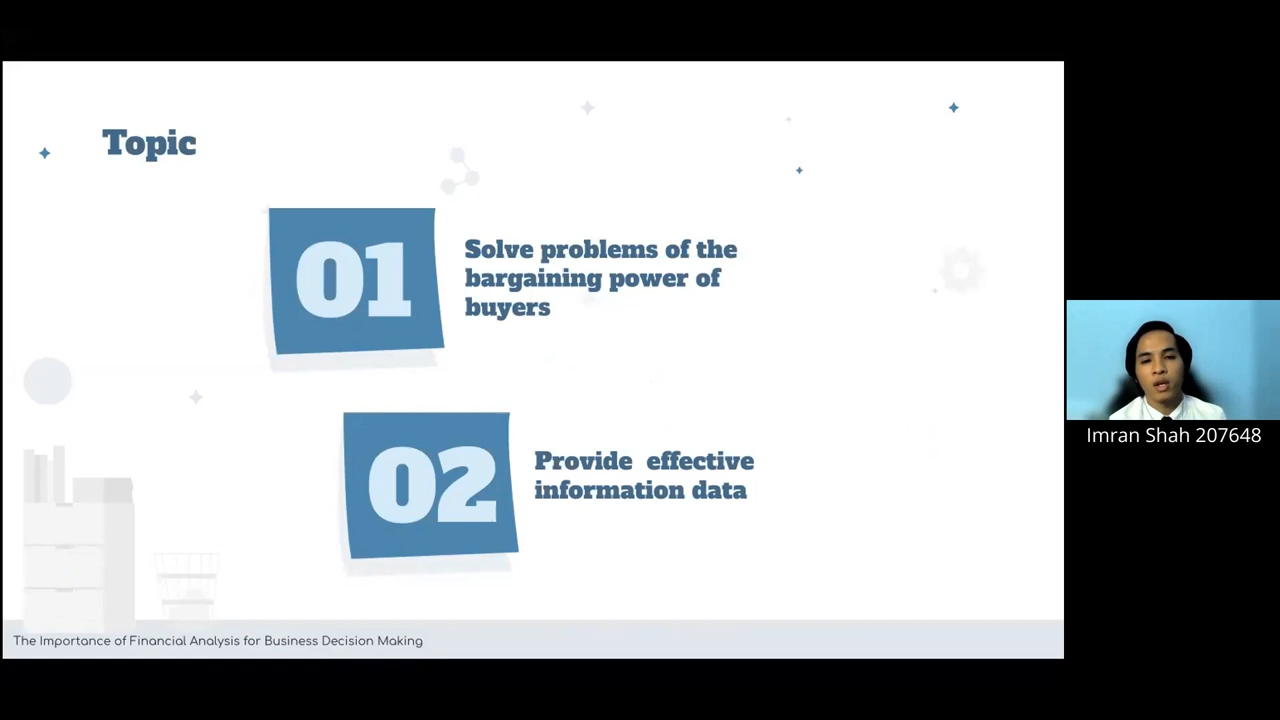 Topic
01
Solve problems of the
bargaining power of
buyers
02
Provide effective
information data
The Importance of Financial Analysis for Business Decision Making
Imran Shah 207648